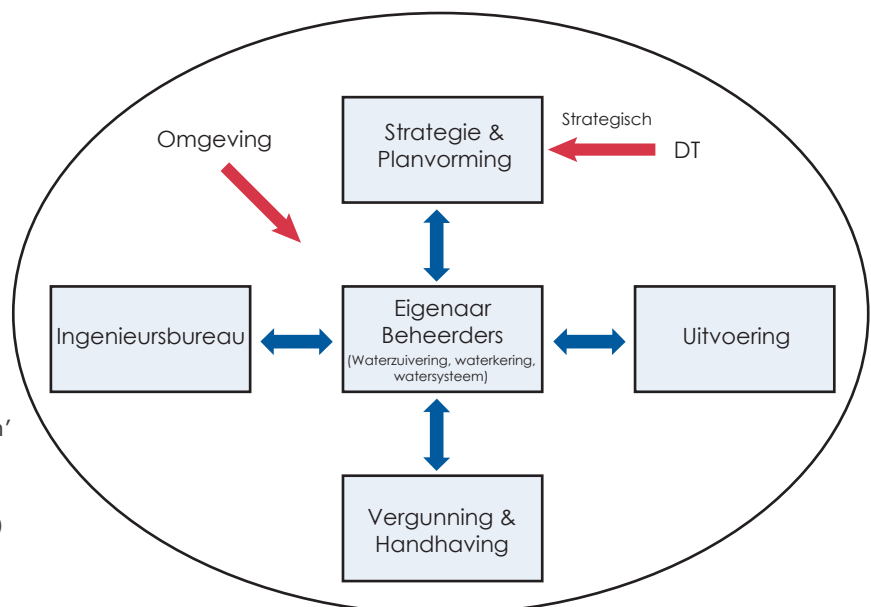 Strategie &
Planvorming
Strategisch
DT
Omgeving
Ingenieursbureau
Eigenaar
Beheerders
(Waterzuivering, waterkering,
watersysteem)
Uitvoering
Vergunning &
Handhaving